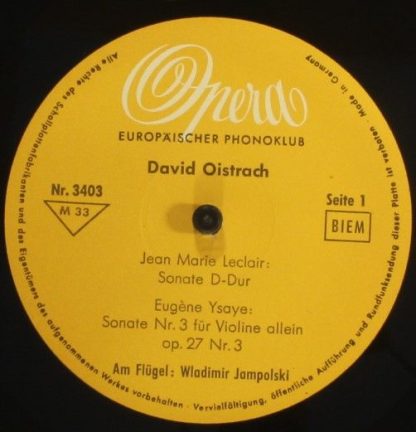 Opera
EUROPÄISCHER PHONOKLUB
David Oistrach
Nr. 3403
M 33
Seite 1
BIEM
Jean Marie Leclair:
Sonate D-Dur
Eugène Ysaye:
Sonate Nr. 3 für Violine allein
op. 27 Nr. 3
Am Flügel: Wladimir Jampolski
Alle Rechte des Schallplattenfabrikanten und des Eigentümers des aufgenommenen Werkes vorbehalten - Vervielfältigung, öffentliche Aufführung und Rundfunksendung dieser Platte ist verboten - Made in Germany